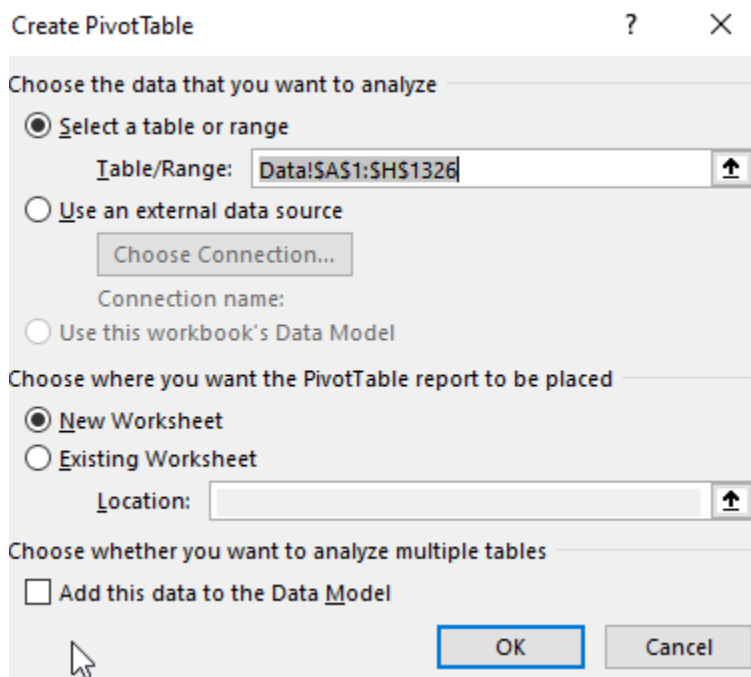 Create PivotTable ? ×
Choose the data that you want to analyze
Select a table or range
Table/Range: Data!$A$1:$H$1326
Use an external data source
Choose Connection...
Connection name:
Use this workbook's Data Model
Choose where you want the PivotTable report to be placed
New Worksheet
Existing Worksheet
Location:
Choose whether you want to analyze multiple tables
Add this data to the Data Model
OK Cancel